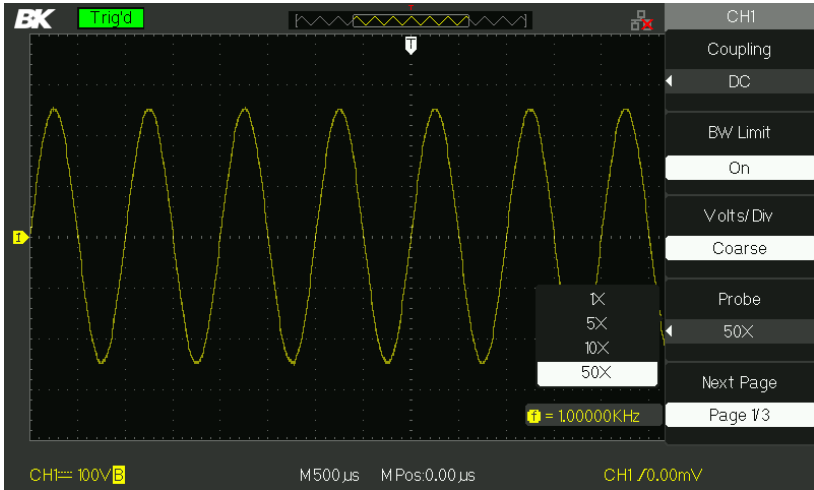 BK Trig'd T CH1
T
Coupling
DC
BW Limit
On
Volts/Div
Coarse
Probe
50X
Next Page
Page 1/3
1
1X
5X
10X
50X
f = 1.00000KHz
CH1 100V B M 500µs M Pos:0.00µs CH1 / 0.00mV